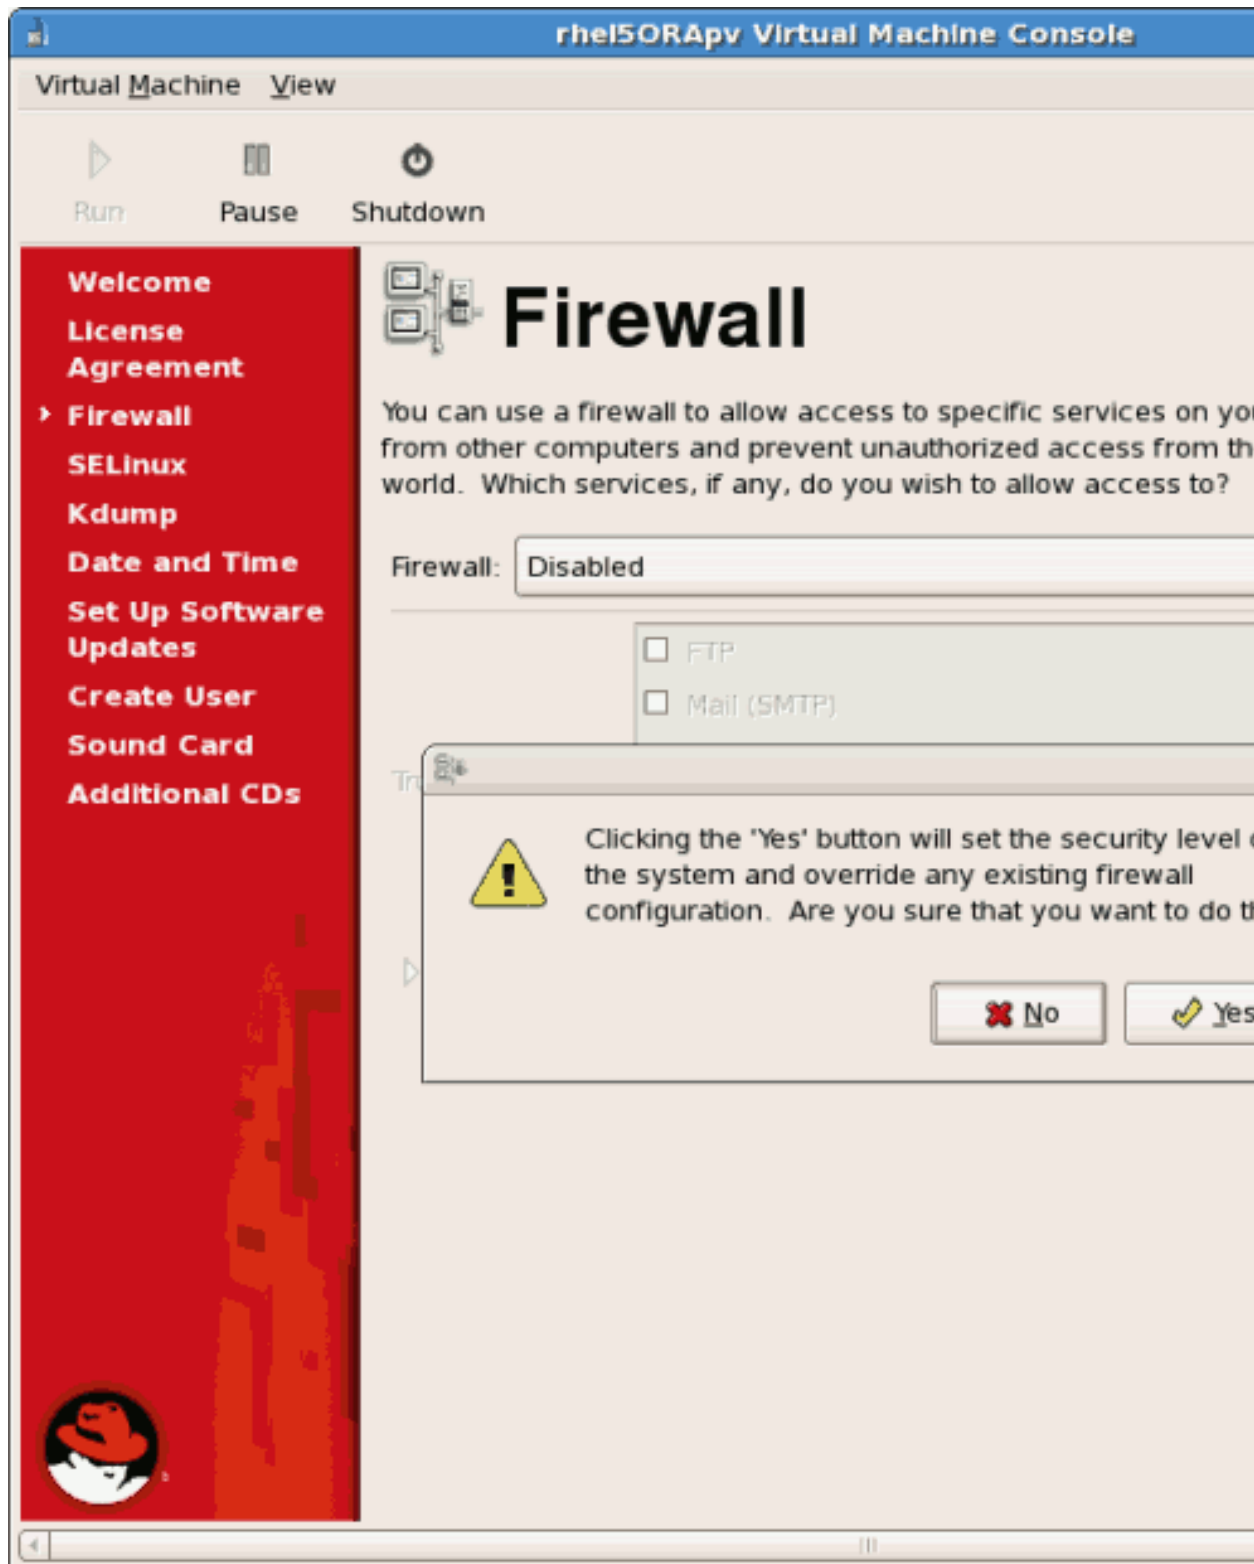 rhel5ORApv Virtual Machine Console
Virtual Machine View
Run Pause Shutdown
Welcome
License
Agreement
Firewall
SELinux
Kdump
Date and Time
Set Up Software
Updates
Create User
Sound Card
Additional CDs
Firewall
You can use a firewall to allow access to specific services on
from other computers and prevent unauthorized access from
world. Which services, if any, do you wish to allow access to?
Firewall: Disabled
FTP
Mail (SMTP)
Clicking the 'Yes' button will set the security level
the system and override any existing firewall
configuration. Are you sure that you want to do
No Yes